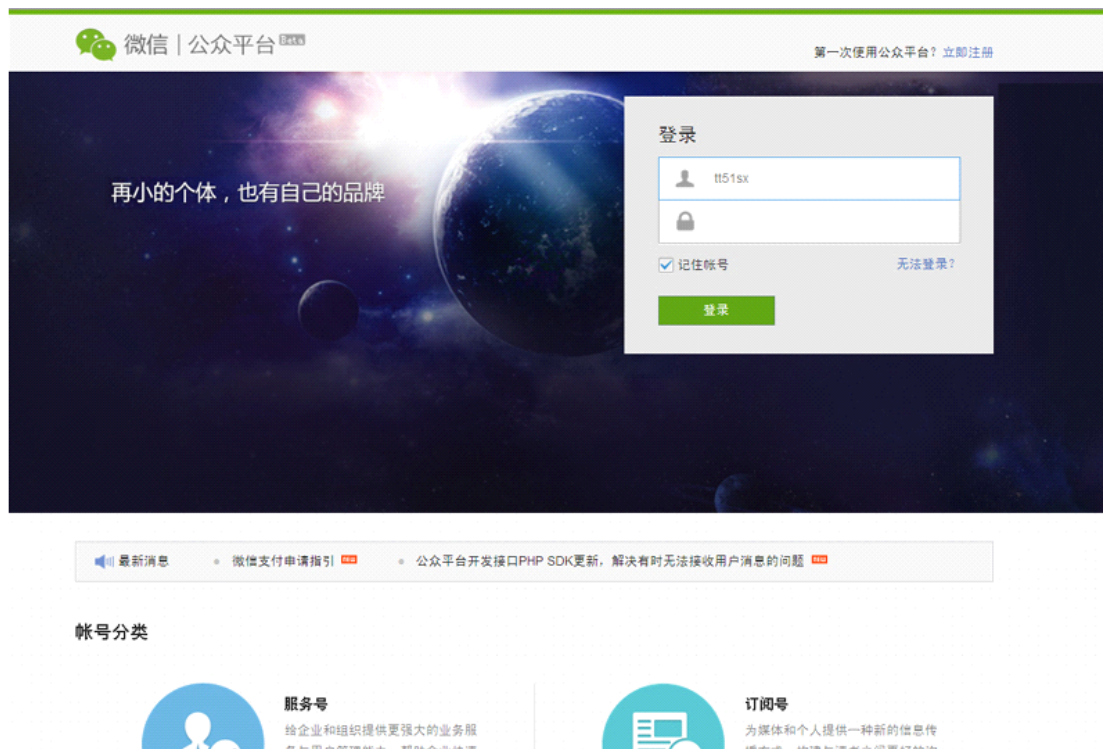 微信 | 公众平台 Beta
第一次使用公众平台？立即注册
再小的个体，也有自己的品牌
登录
tt51sx
记住帐号
无法登录？
登录
最新消息
微信支付申请指引
公众平台开发接口PHP SDK更新，解决有时无法接收用户消息的问题
帐号分类
服务号
给企业和组织提供更强大的业务服
订阅号
为媒体和个人提供一种新的信息传